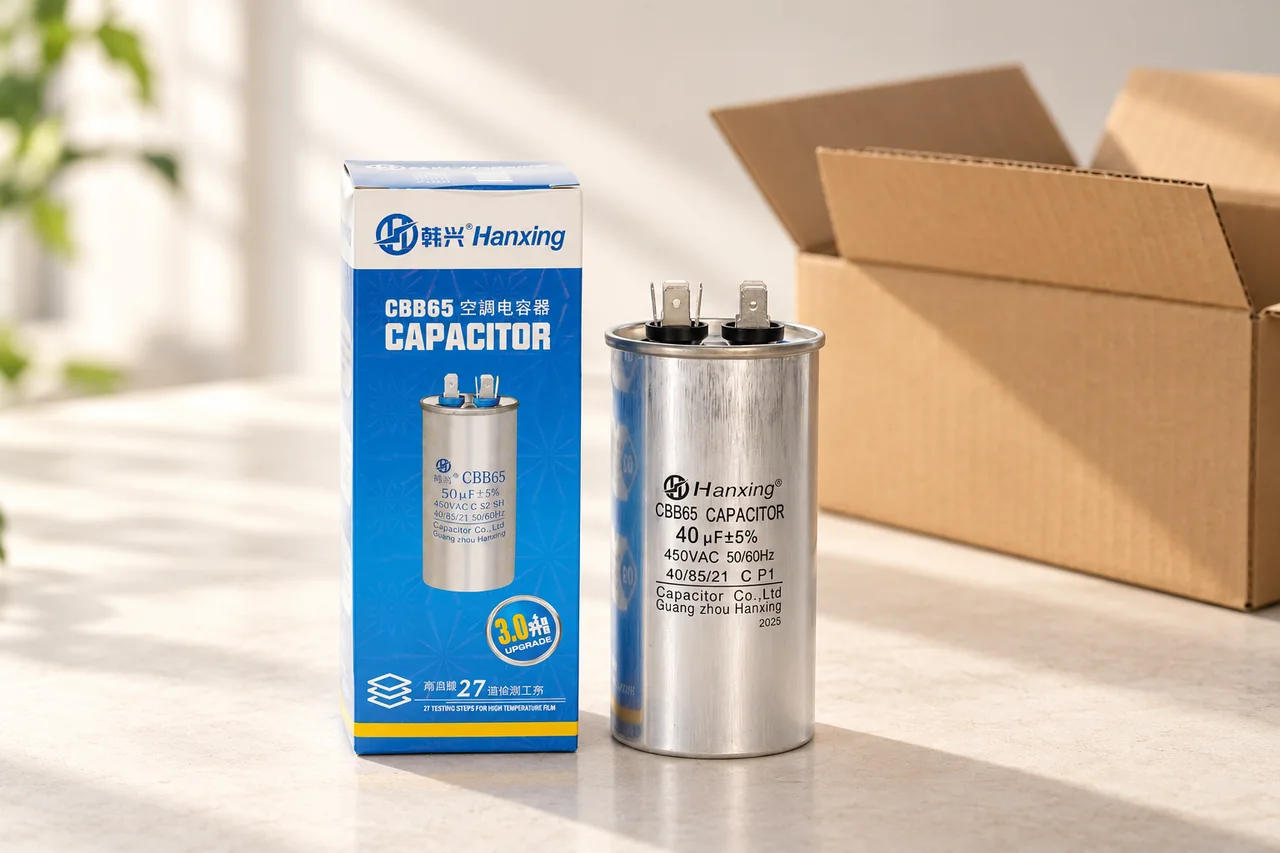 韩兴® Hanxing
CBB65 空調电容器
CAPACITOR
韩兴® CBB65
50μF±5%
450VAC C S2 SH
40/85/21 50/60Hz
Capacitor Co.,Ltd
Guang zhou Hanxing
3.0
UPGRADE
27
27 TESTING STEPS FOR HIGH TEMPERATURE FILM
Hanxing®
CBB65 CAPACITOR
40 μF±5%
450VAC 50/60Hz
40/85/21 C P1
Capacitor Co.,Ltd
Guang zhou Hanxing
2025